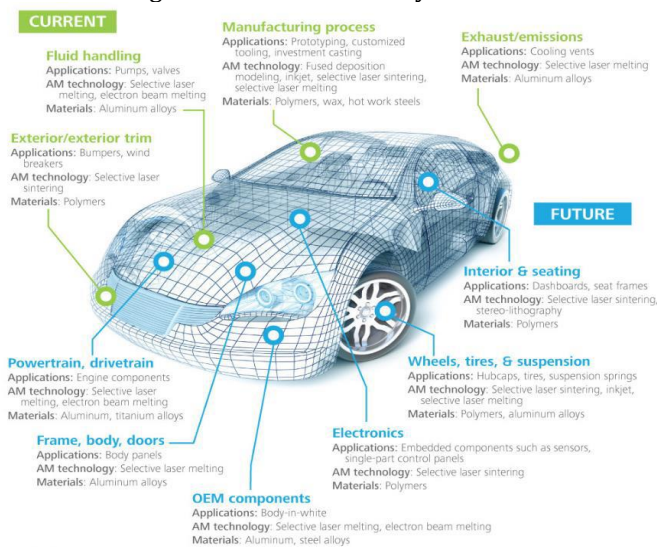 CURRENT
Fluid handling
Applications: Pumps, valves
AM technology: Selective laser
melting, electron beam melting
Materials: Aluminum alloys
Manufacturing process
Applications: Prototyping, customized
tooling, investment casting
AM technology: Fused deposition
modeling, inkjet, selective laser sintering,
selective laser melting
Materials: Polymers, wax, hot work steels
Exhaust/emissions
Applications: Cooling vents
AM technology: Selective laser melting
Materials: Aluminum alloys
Exterior/exterior trim
Applications: Bumpers, wind
breakers
AM technology: Selective laser
sintering
Materials: Polymers
FUTURE
Interior & seating
Applications: Dashboards, seat frames
AM technology: Selective laser sintering,
stereo-lithography
Materials: Polymers
Powertrain, drivetrain
Applications: Engine components
AM technology: Selective laser
melting, electron beam melting
Materials: Aluminum, titanium alloys
Wheels, tires, & suspension
Applications: Hubcaps, tires, suspension springs
AM technology: Selective laser sintering, inkjet,
selective laser melting
Materials: Polymers, aluminum alloys
Frame, body, doors
Applications: Body panels
AM technology: Selective laser melting
Materials: Aluminum alloys
Electronics
Applications: Embedded components such as sensors,
single-part control panels
AM technology: Selective laser sintering
Materials: Polymers
OEM components
Applications: Body-in-white
AM technology: Selective laser melting, electron beam melting
Materials: Aluminum, steel alloys